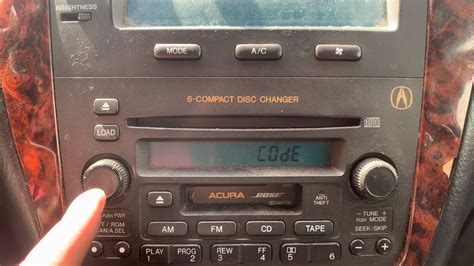 BRIGHTNESS
MODE
A/C
6-COMPACT DISC CHANGER
LOAD
COdE
PUSH PWR
ACURA BOSE
ANTI THEFT
TUNE
PUSH MODE
AM FM CD TAPE
SEEK/SKIP
PLAY PROG REW FF
1 2 3 4 5 6